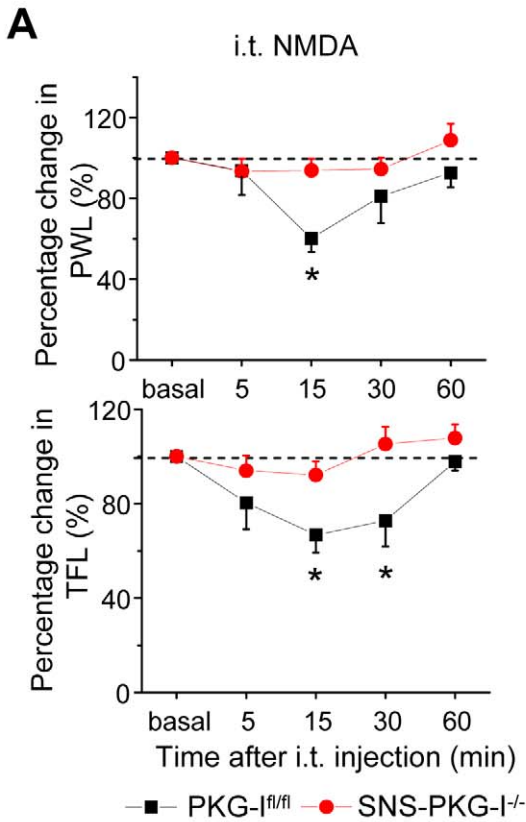 A
i.t. NMDA
Percentage change in
PWL (%)
120
80
40
0
*
basal 5 15 30 60
Percentage change in
TFL (%)
120
80
40
0
* *
basal 5 15 30 60
Time after i.t. injection (min)
PKG-I^fl/fl SNS-PKG-I^-/-